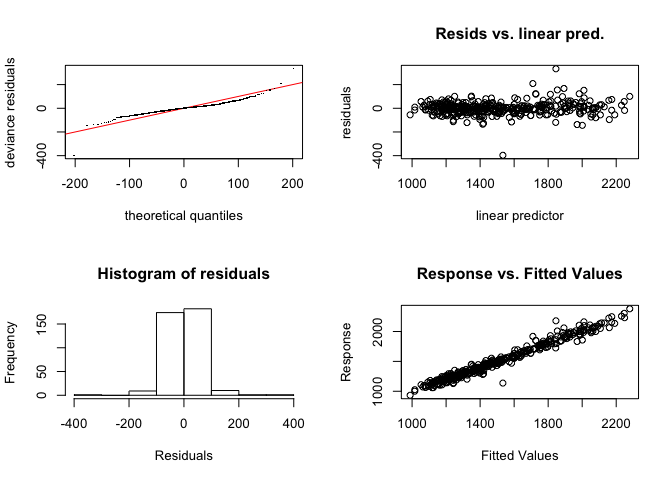 deviance residuals
0
-400
-200
-100
0
100
200
theoretical quantiles
Resids vs. linear pred.
residuals
0
-400
1000
1400
1800
2200
linear predictor
Histogram of residuals
Frequency
150
50
0
-400
-200
0
200
400
Residuals
Response vs. Fitted Values
Response
2000
1000
1000
1400
1800
2200
Fitted Values